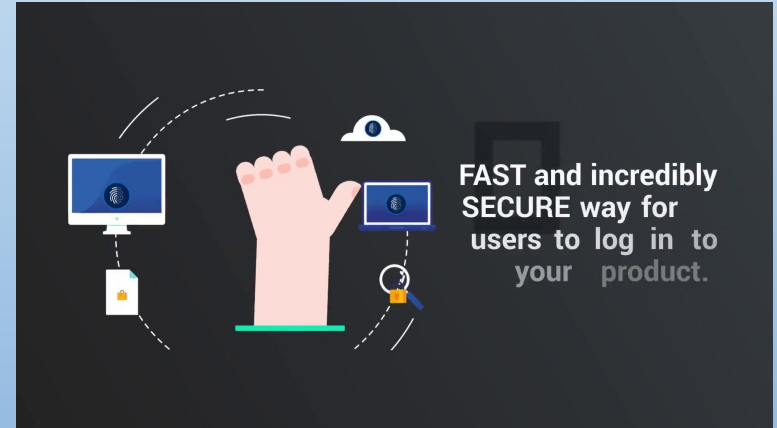 FAST and incredibly
SECURE way for
users to log in to
your product.